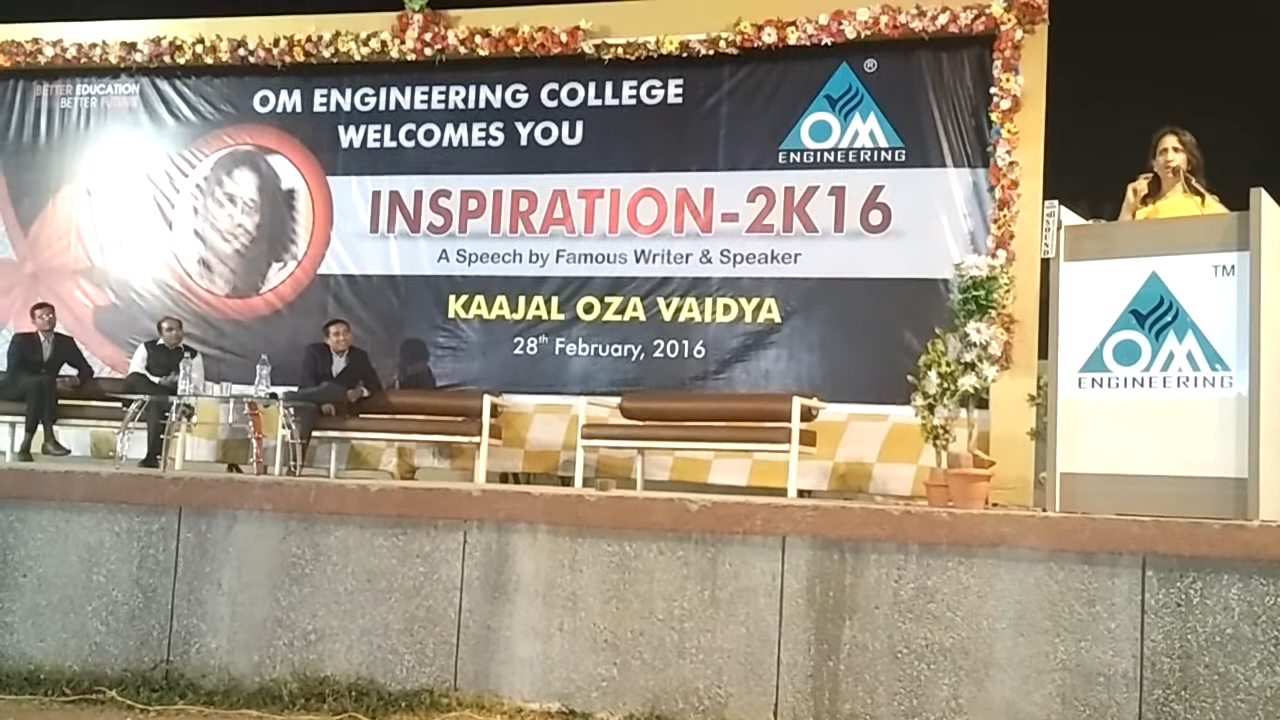 BETTER EDUCATION
BETTER FUTURE
OM ENGINEERING COLLEGE
WELCOMES YOU
®
OM
ENGINEERING
INSPIRATION-2K16
A Speech by Famous Writer & Speaker
KAAJAL OZA VAIDYA
28th February, 2016
SOUND
TM
OM
ENGINEERING